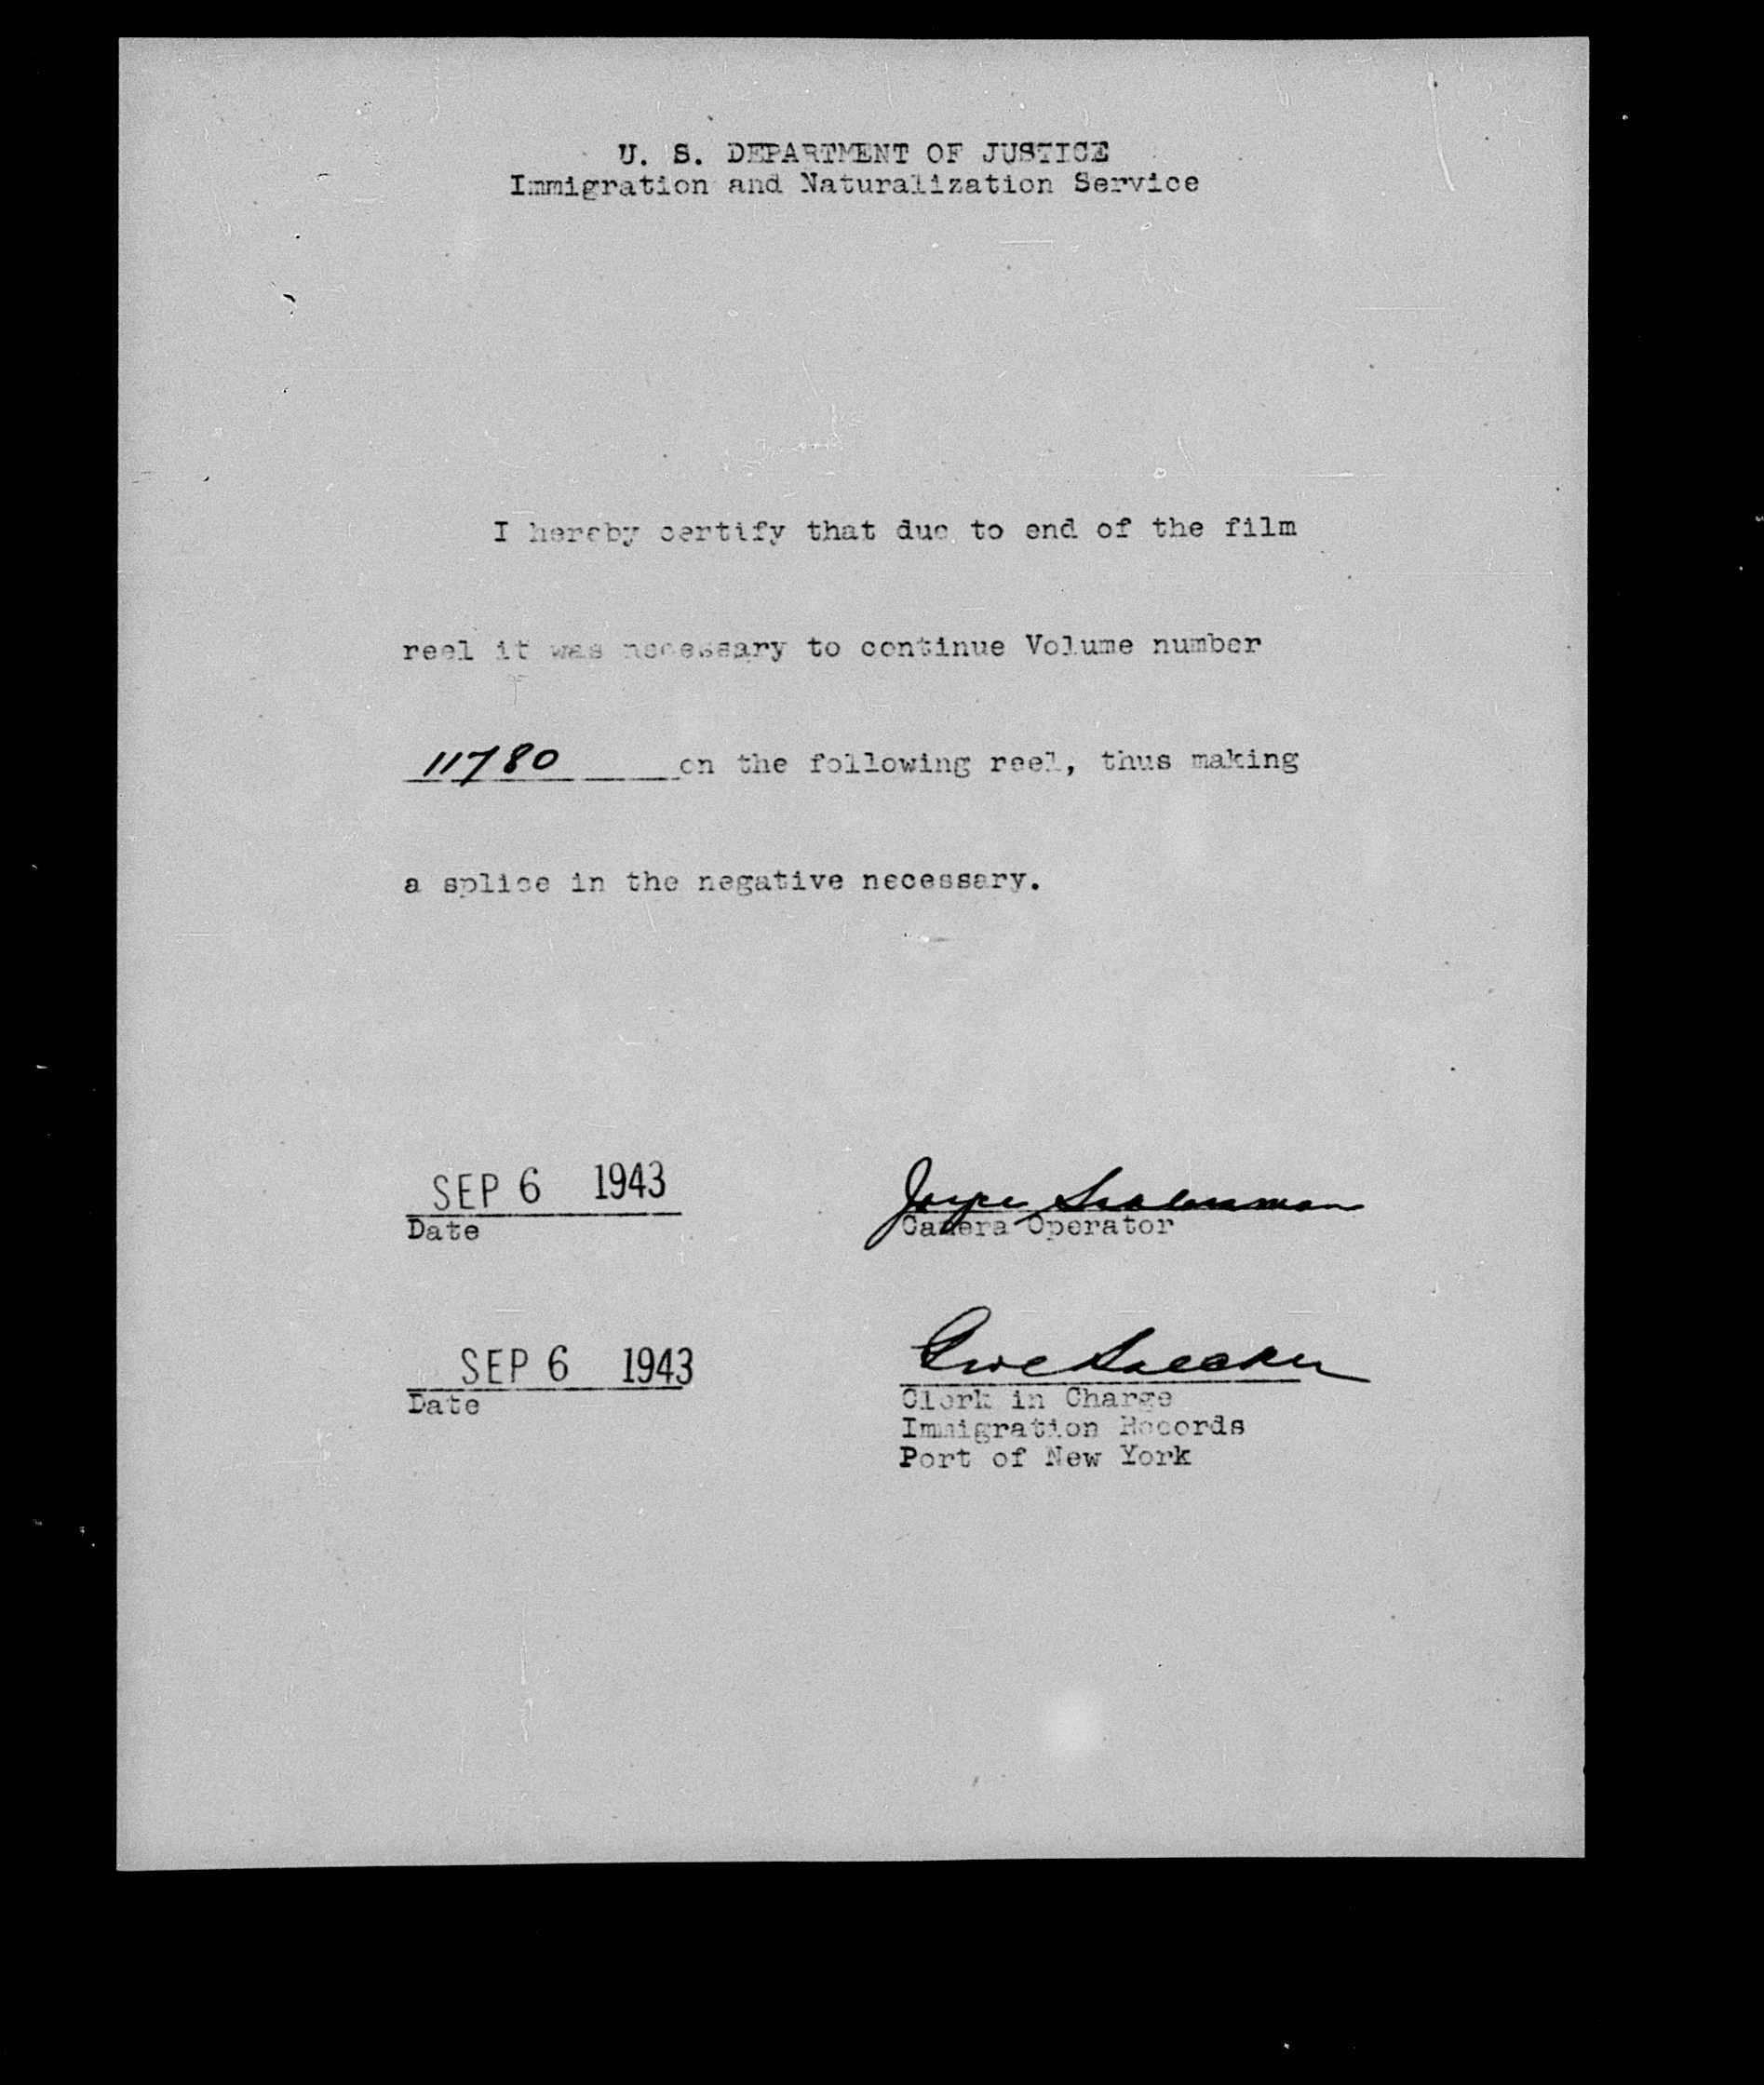 U. S. DEPARTMENT OF JUSTICE
Immigration and Naturalization Service
I hereby certify that due to end of the film
reel it was necessary to continue Volume number
11780 on the following reel, thus making
a splice in the negative necessary.
SEP 6 1943
Date
Camera Operator
SEP 6 1943
Date
Clerk in Charge
Immigration Records
Port of New York